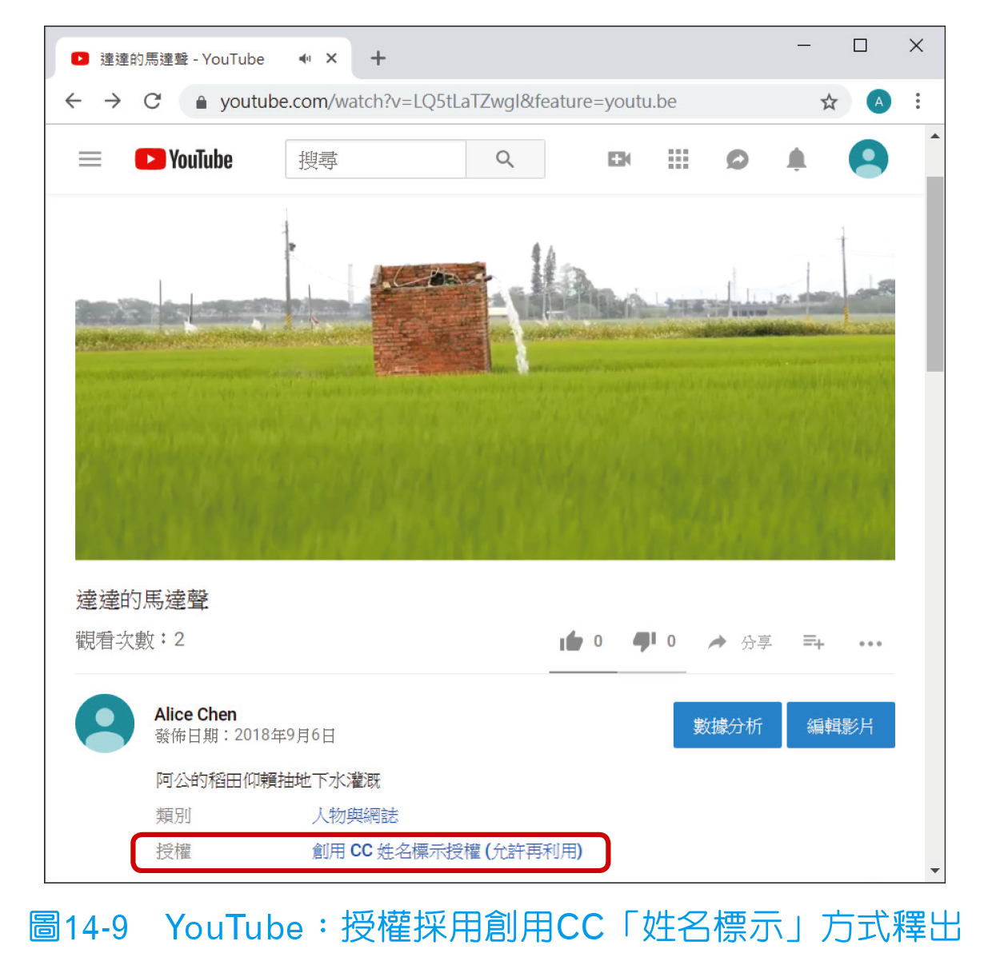 達達的馬達聲 - YouTube
youtube.com/watch?v=LQ5tLaTZwgI&feature=youtu.be
A
YouTube
搜尋
達達的馬達聲
觀看次數：2
0 0 分享
Alice Chen
發佈日期：2018年9月6日
數據分析 編輯影片
阿公的稻田仰賴抽地下水灌溉
類別 人物與網誌
授權 創用 CC 姓名標示授權 (允許再利用)
圖14-9 YouTube：授權採用創用CC「姓名標示」方式釋出